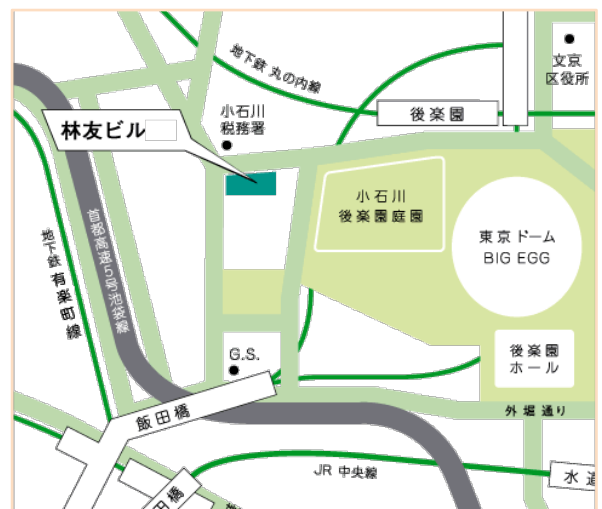 地下鉄 丸の内線
文京
区役所
小石川
税務署
後楽園
林友ビル
小石川
後楽園庭園
東京ドーム
BIG EGG
首都高速5号池袋線
地下鉄 有楽町線
後楽園
ホール
G.S.
飯田橋
外堀通り
JR 中央線
水道
田橋